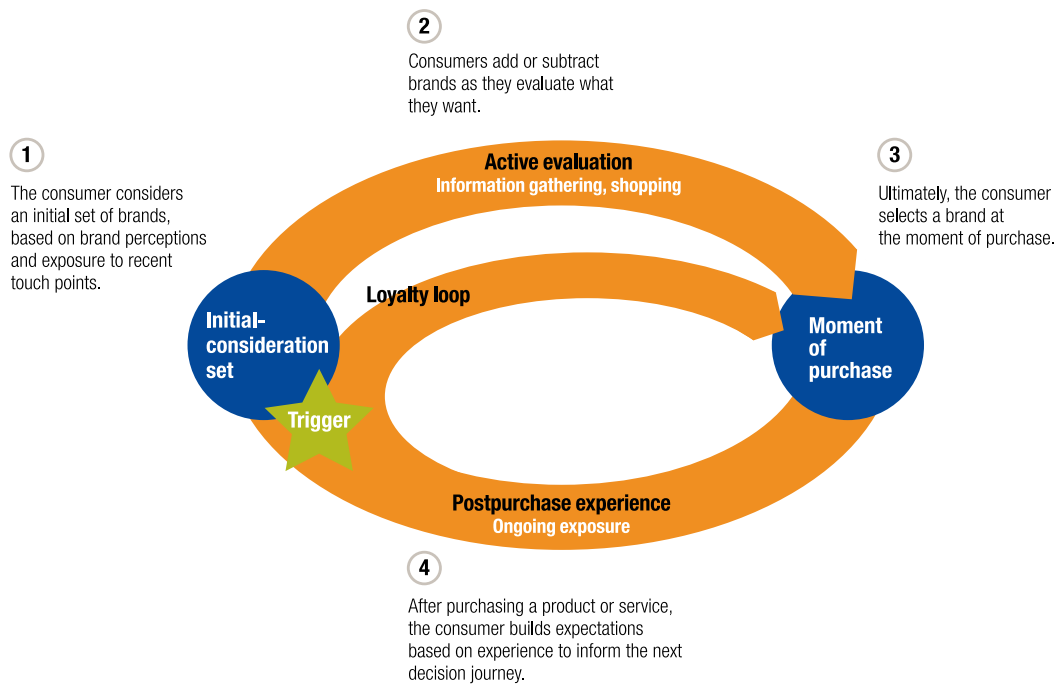 1
The consumer considers
an initial set of brands,
based on brand perceptions
and exposure to recent
touch points.
2
Consumers add or subtract
brands as they evaluate what
they want.
3
Ultimately, the consumer
selects a brand at
the moment of purchase.
Active evaluation
Information gathering, shopping
Loyalty loop
Initial-
consideration
set
Trigger
Moment
of
purchase
Postpurchase experience
Ongoing exposure
4
After purchasing a product or service,
the consumer builds expectations
based on experience to inform the next
decision journey.